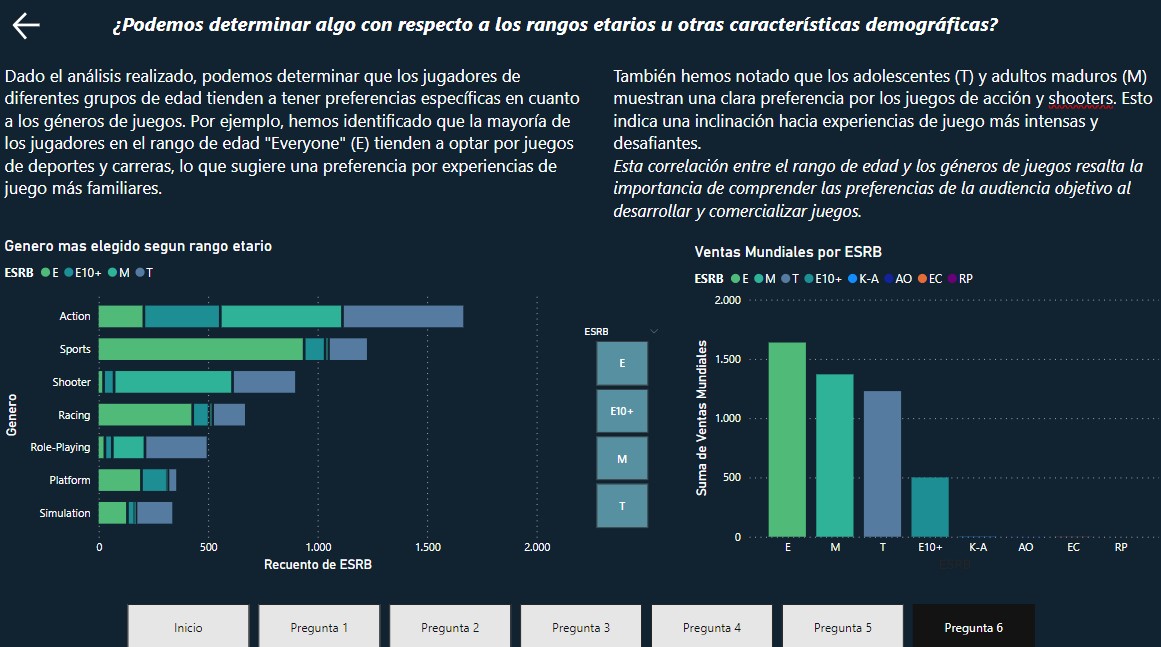 ¿Podemos determinar algo con respecto a los rangos etarios u otras características demográficas?
Dado el análisis realizado, podemos determinar que los jugadores de
diferentes grupos de edad tienden a tener preferencias específicas en cuanto
a los géneros de juegos. Por ejemplo, hemos identificado que la mayoría de
los jugadores en el rango de edad "Everyone" (E) tienden a optar por juegos
de deportes y carreras, lo que sugiere una preferencia por experiencias de
juego más familiares.
También hemos notado que los adolescentes (T) y adultos maduros (M)
muestran una clara preferencia por los juegos de acción y shooters. Esto
indica una inclinación hacia experiencias de juego más intensas y
desafiantes.
Esta correlación entre el rango de edad y los géneros de juegos resalta la
importancia de comprender las preferencias de la audiencia objetivo al
desarrollar y comercializar juegos.
Genero mas elegido segun rango etario
ESRB E E10+ M T
Genero
Action
Sports
Shooter
Racing
Role-Playing
Platform
Simulation
0 500 1.000 1.500 2.000
Recuento de ESRB
ESRB
E
E10+
M
T
Ventas Mundiales por ESRB
ESRB E M T E10+ K-A AO EC RP
Suma de Ventas Mundiales
2.000
1.500
1.000
500
0
E M T E10+ K-A AO EC RP
ESRB
Inicio Pregunta 1 Pregunta 2 Pregunta 3 Pregunta 4 Pregunta 5 Pregunta 6